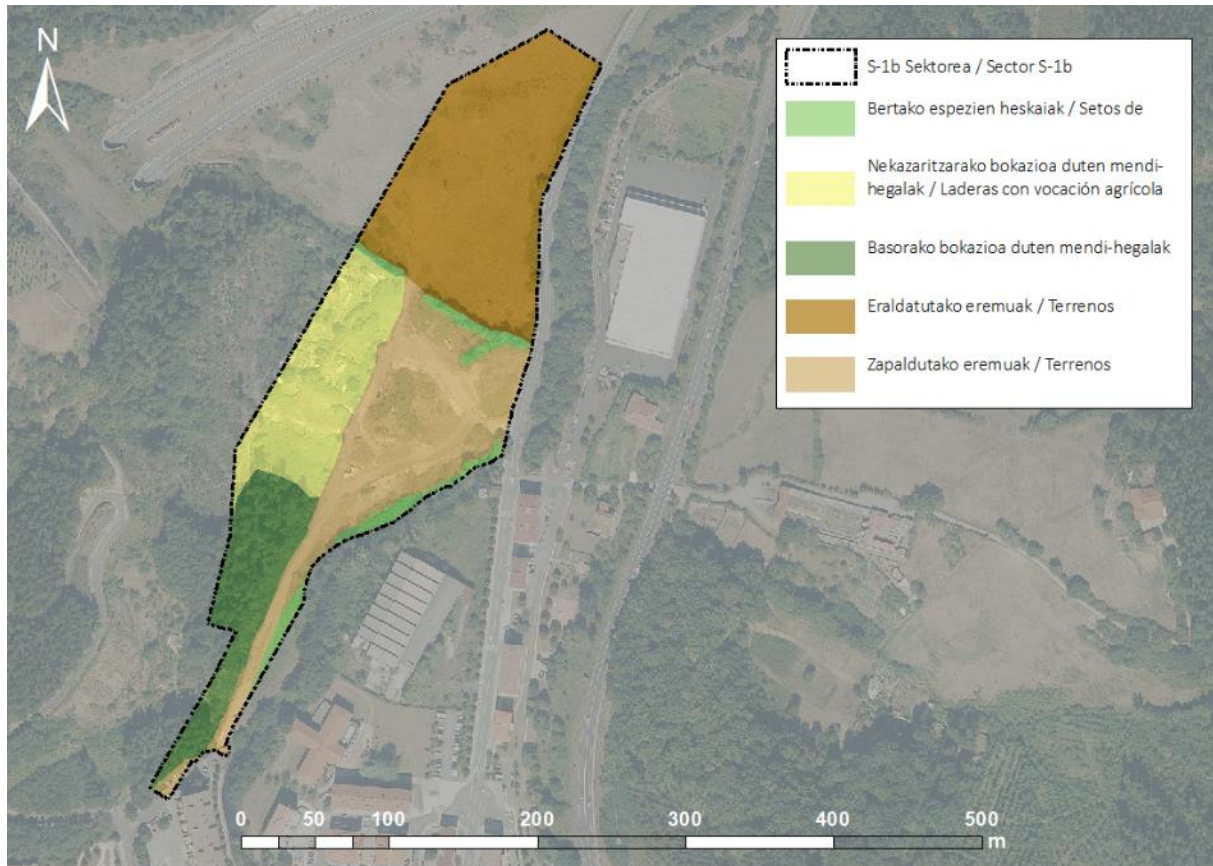 N
S-1b Sektorea / Sector S-1b
Bertako espezien heskaiak / Setos de
Nekazaritzarako bokazioa duten mendi-
hegalak / Laderas con vocación agrícola
Basorako bokazioa duten mendi-hegalak
Eraldatutako eremuak / Terrenos
Zapaldutako eremuak / Terrenos
0 50 100 200 300 400 500
m